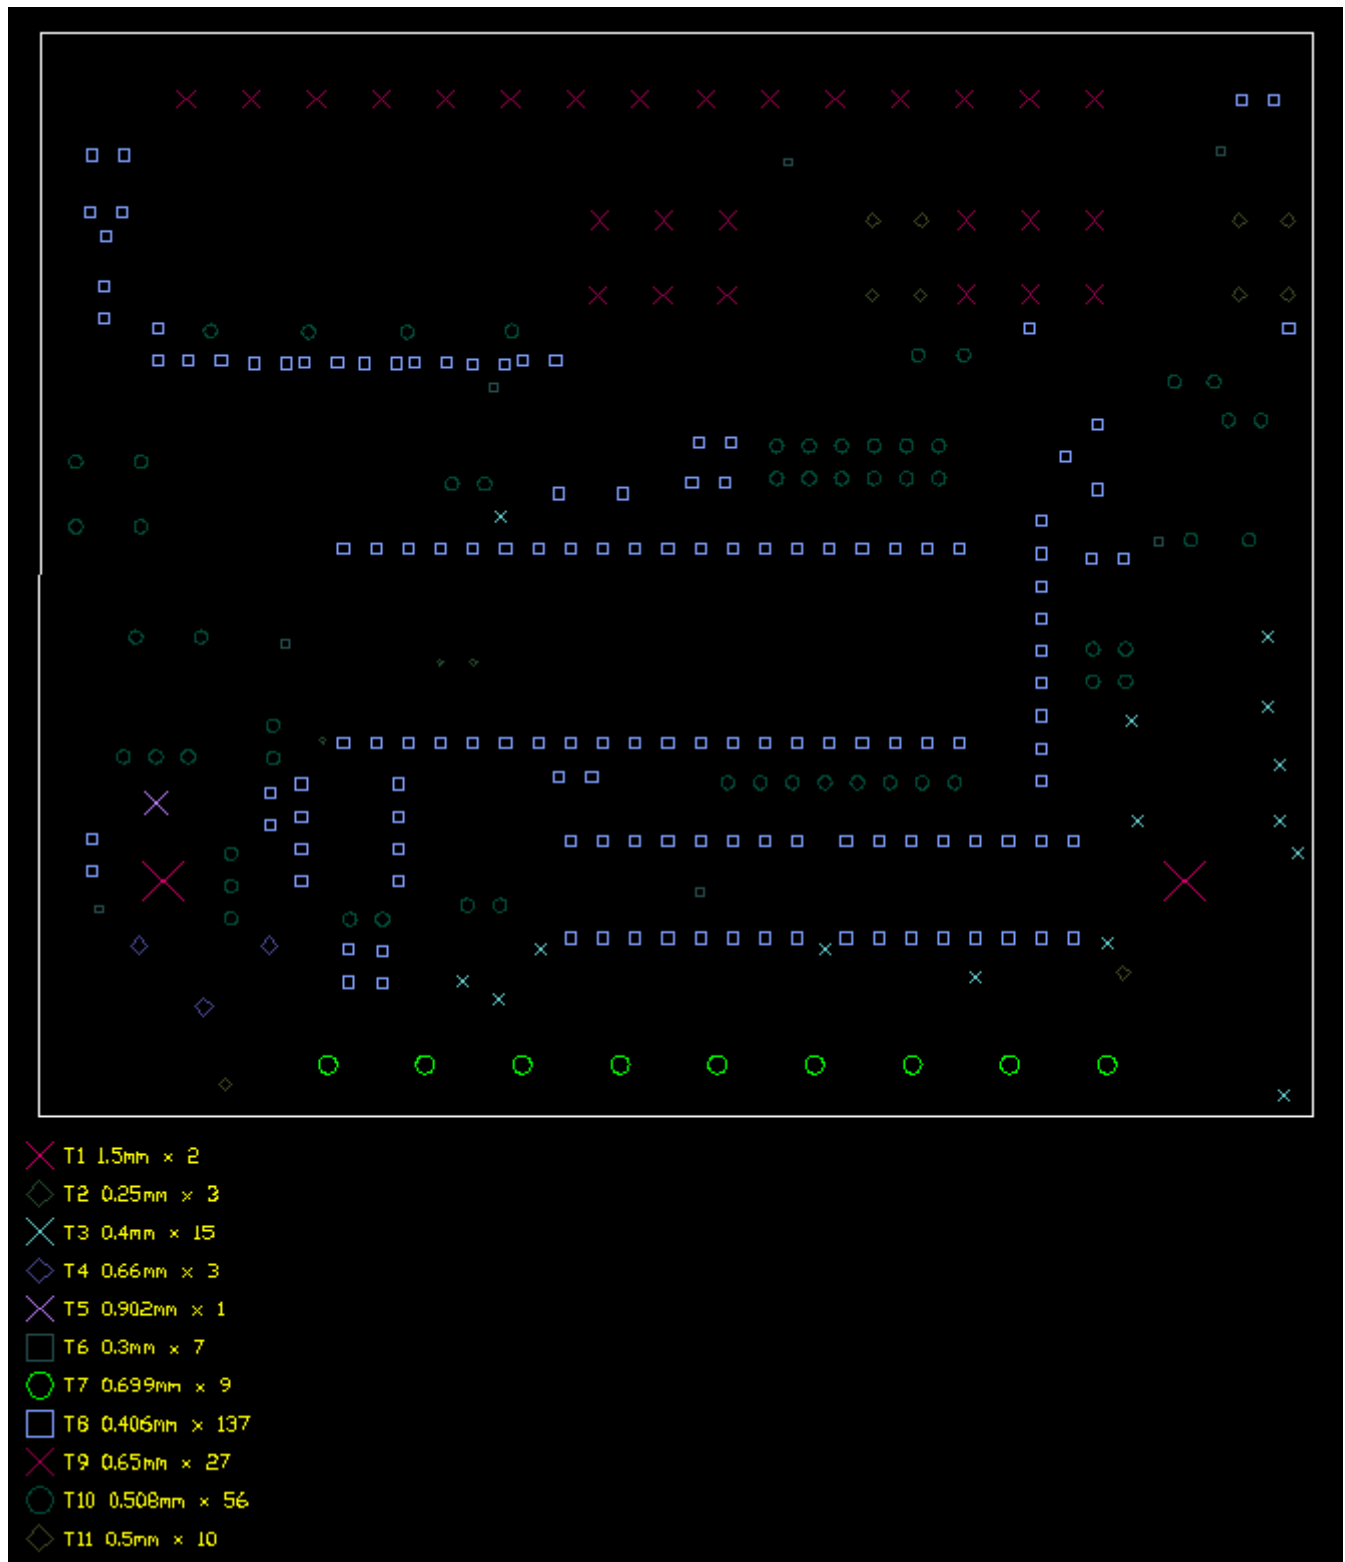 T1 1.5mm × 2
T2 0.25mm × 3
T3 0.4mm × 15
T4 0.66mm × 3
T5 0.902mm × 1
T6 0.3mm × 7
T7 0.699mm × 9
T8 0.406mm × 137
T9 0.65mm × 27
T10 0.508mm × 56
T11 0.5mm × 10